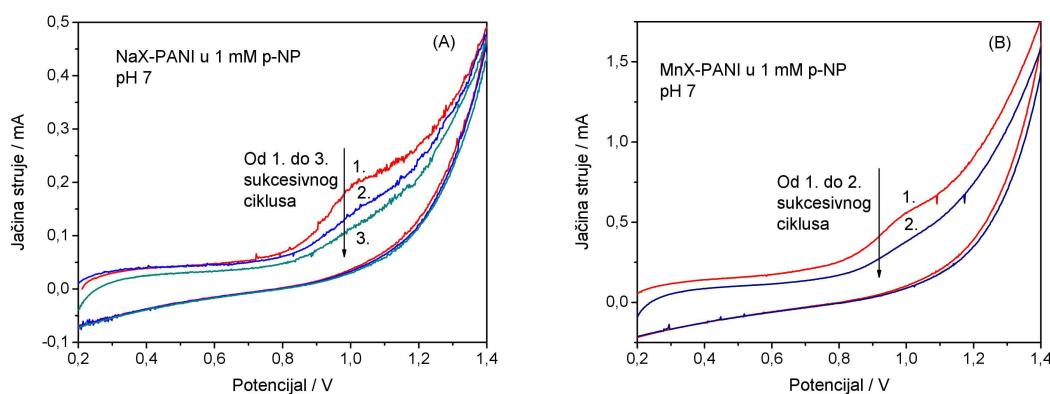 (A)
NaX-PANI u 1 mM p-NP
pH 7
Od 1. do 3.
sukcesivnog
ciklusa
1.
2.
3.
Jačina struje / mA
0,5
0,4
0,3
0,2
0,1
0,0
-0,1
0,2 0,4 0,6 0,8 1,0 1,2 1,4
Potencijal / V
(B)
MnX-PANI u 1 mM p-NP
pH 7
Od 1. do 2.
sukcesivnog
ciklusa
1.
2.
Jačina struje / mA
1,5
1,0
0,5
0,0
0,2 0,4 0,6 0,8 1,0 1,2 1,4
Potencijal / V